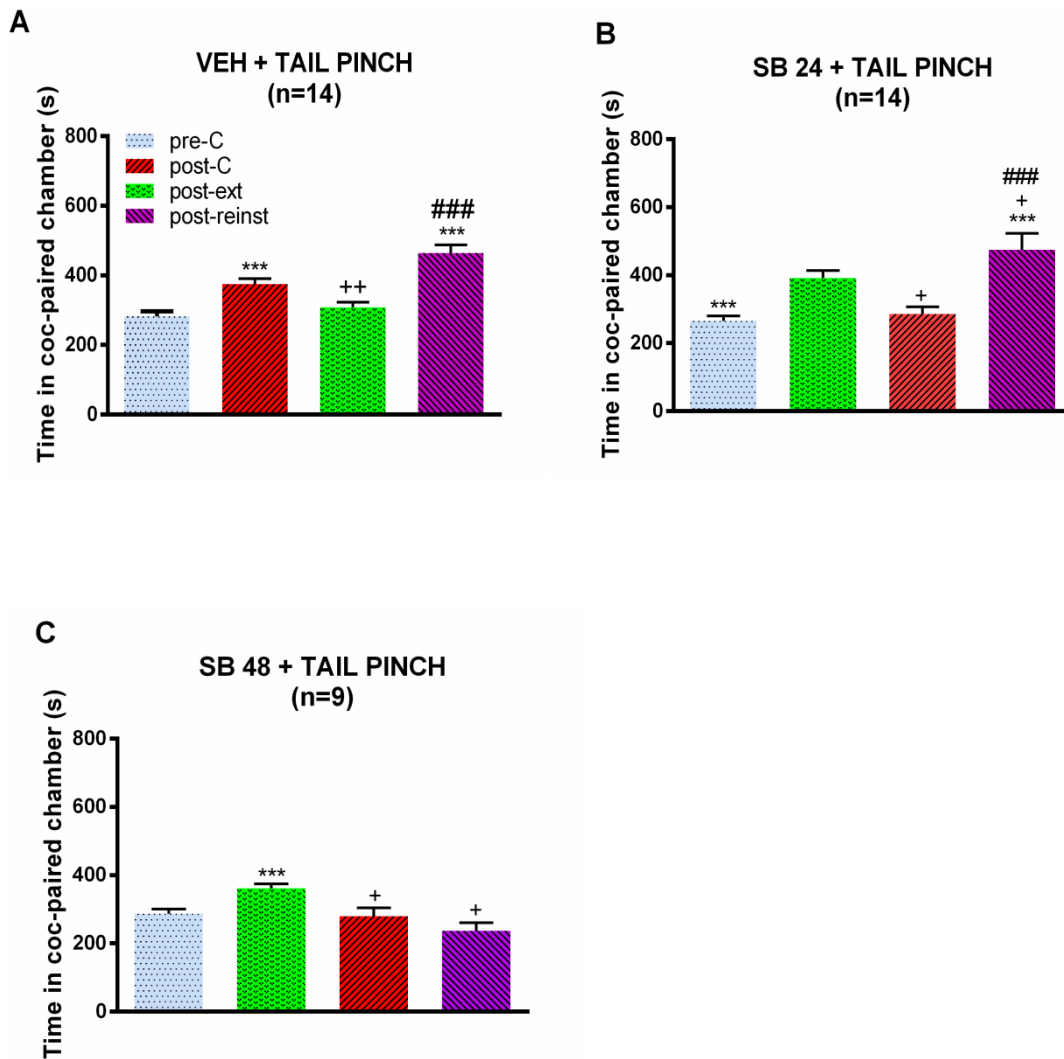 A
VEH + TAIL PINCH
(n=14)
Time in coc-paired chamber (s)
800
600
400
200
0
pre-C
post-C
post-ext
post-reinst
***
++
###
***
B
SB 24 + TAIL PINCH
(n=14)
Time in coc-paired chamber (s)
800
600
400
200
0
***
+
###
+
***
C
SB 48 + TAIL PINCH
(n=9)
Time in coc-paired chamber (s)
800
600
400
200
0
***
+
+